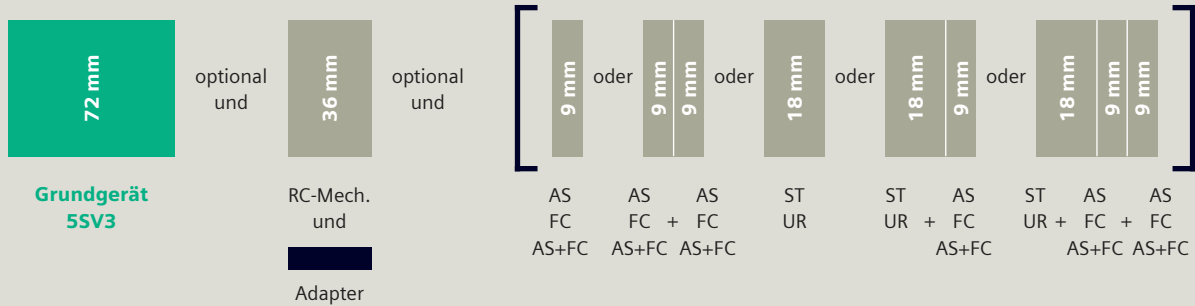 72 mm
optional
und
36 mm
optional
und
9 mm
oder
9 mm 9 mm
oder
18 mm
oder
18 mm 9 mm
oder
18 mm 9 mm 9 mm
Grundgerät
5SV3
RC-Mech.
und
Adapter
AS
FC
AS+FC
AS AS
FC + FC
AS+FC AS+FC
ST
UR
ST AS
UR + FC
AS+FC
ST AS AS
UR + FC + FC
AS+FC AS+FC